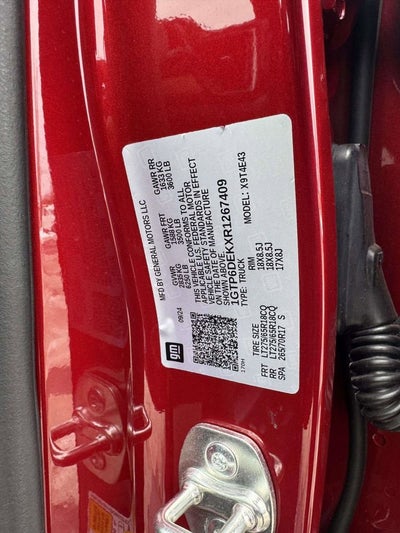 MFD BY GENERAL MOTORS LLC
09/24
GVWR
2835 KG
6250 LB
GAWR FRT
1588 KG
3500 LB
GAWR RR
1633 KG
3600 LB
THIS VEHICLE CONFORMS TO ALL
APPLICABLE U.S. FEDERAL MOTOR
VEHICLE SAFETY STANDARDS IN EFFECT
ON THE DATE OF MANUFACTURE
SHOWN ABOVE.
1GTP6DEKXR1267409
TYPE: TRUCK
MODEL: X9T4E43
gm
170H
TIRE SIZE RIM
FRT LT275/65R18CQ 18X8.5J
RR LT275/65R18CQ 18X8.5J
SPA 265/70R17 S 17X8J